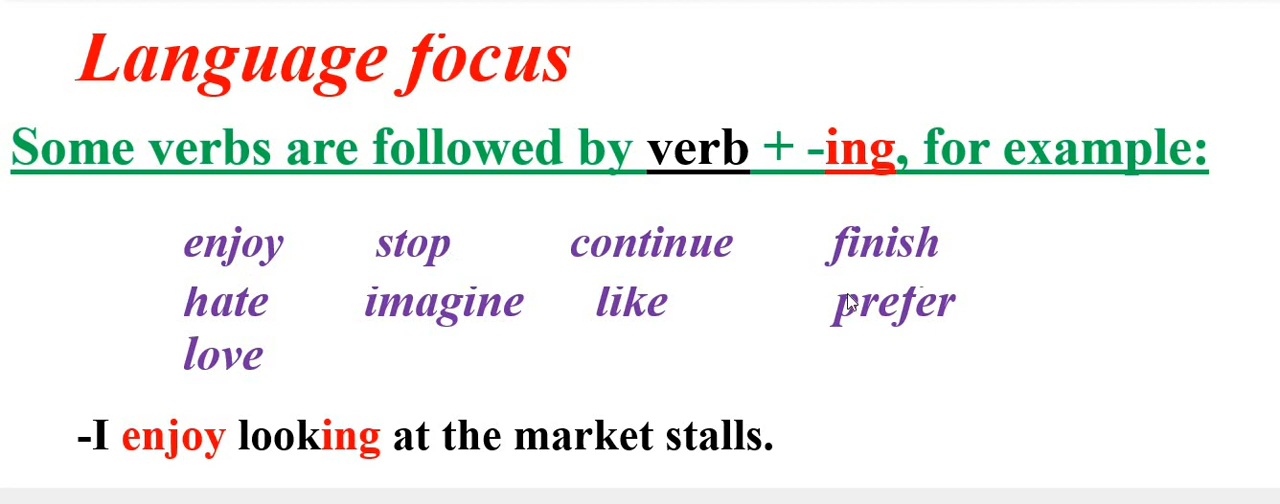 Language focus
Some verbs are followed by verb + -ing, for example:
enjoy stop continue finish
hate imagine like prefer
love
-I enjoy looking at the market stalls.